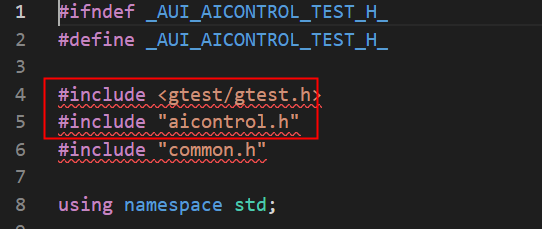 1 #ifndef _AUI_AICONTROL_TEST_H_
2 #define _AUI_AICONTROL_TEST_H_
3
4 #include <gtest/gtest.h>
5 #include "aicontrol.h"
6 #include "common.h"
7
8 using namespace std;